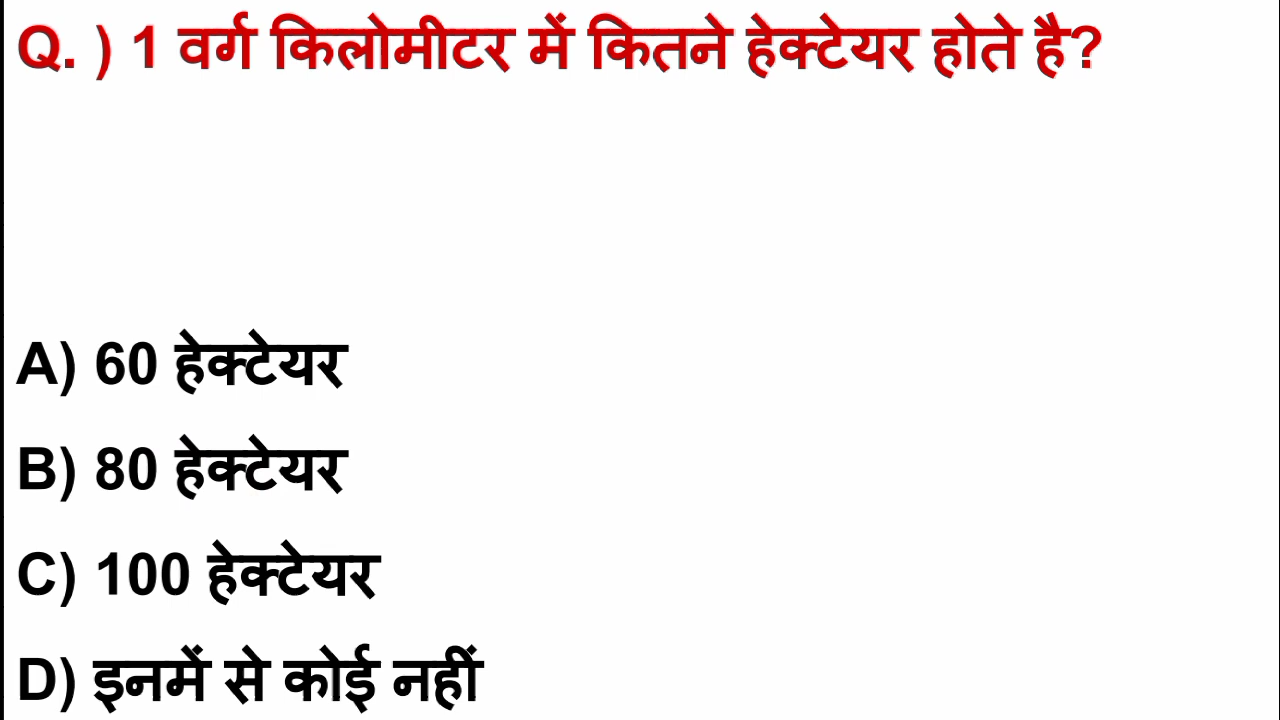 Q. ) 1 वर्ग किलोमीटर में कितने हेक्टेयर होते है?
A) 60 हेक्टेयर
B) 80 हेक्टेयर
C) 100 हेक्टेयर
D) इनमें से कोई नहीं